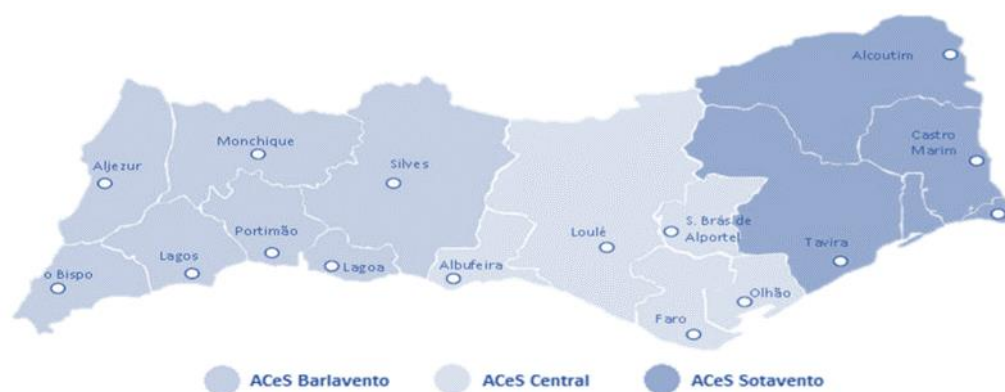 Alcoutim
Monchique
Castro
Marim
Aljezur
Silves
S. Brás de
Alportel
Portimão
Loulé
Tavira
Lagos
Lagoa
Albufeira
o Bispo
Olhão
Faro
ACeS Barlavento
ACeS Central
ACeS Sotavento